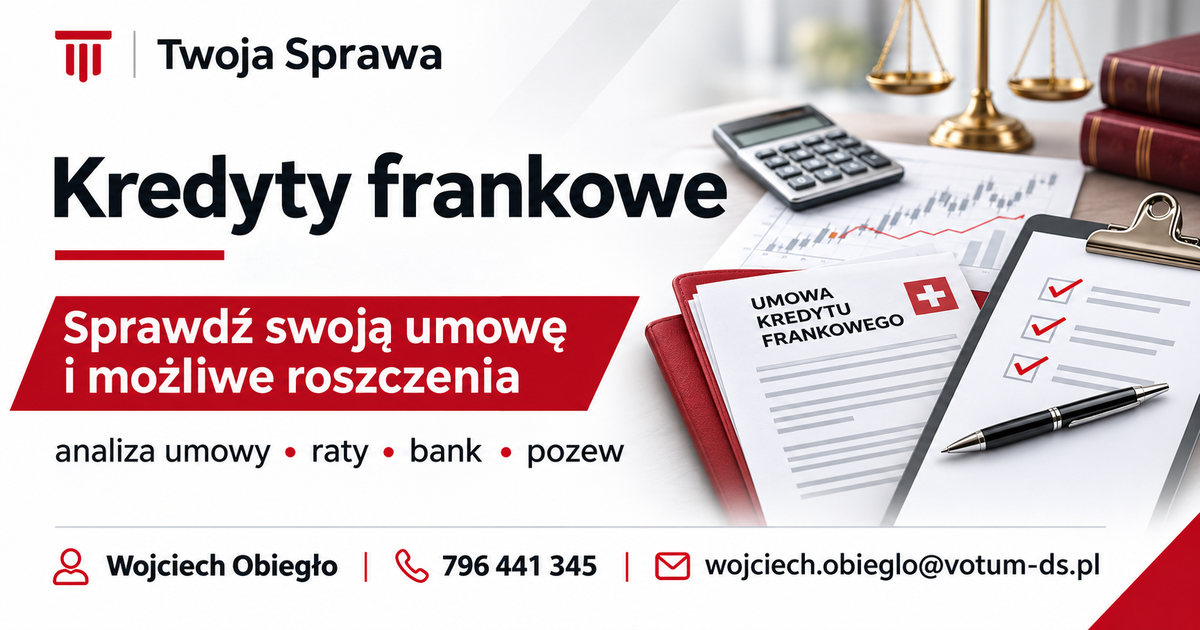 Twoja Sprawa
Kredyty frankowe
Sprawdź swoją umowę
i możliwe roszczenia
analiza umowy • raty • bank • pozew
UMOWA
KREDYTU
FRANKOWEGO
Wojciech Obiegło | 796 441 345 | wojciech.obieglo@votum-ds.pl